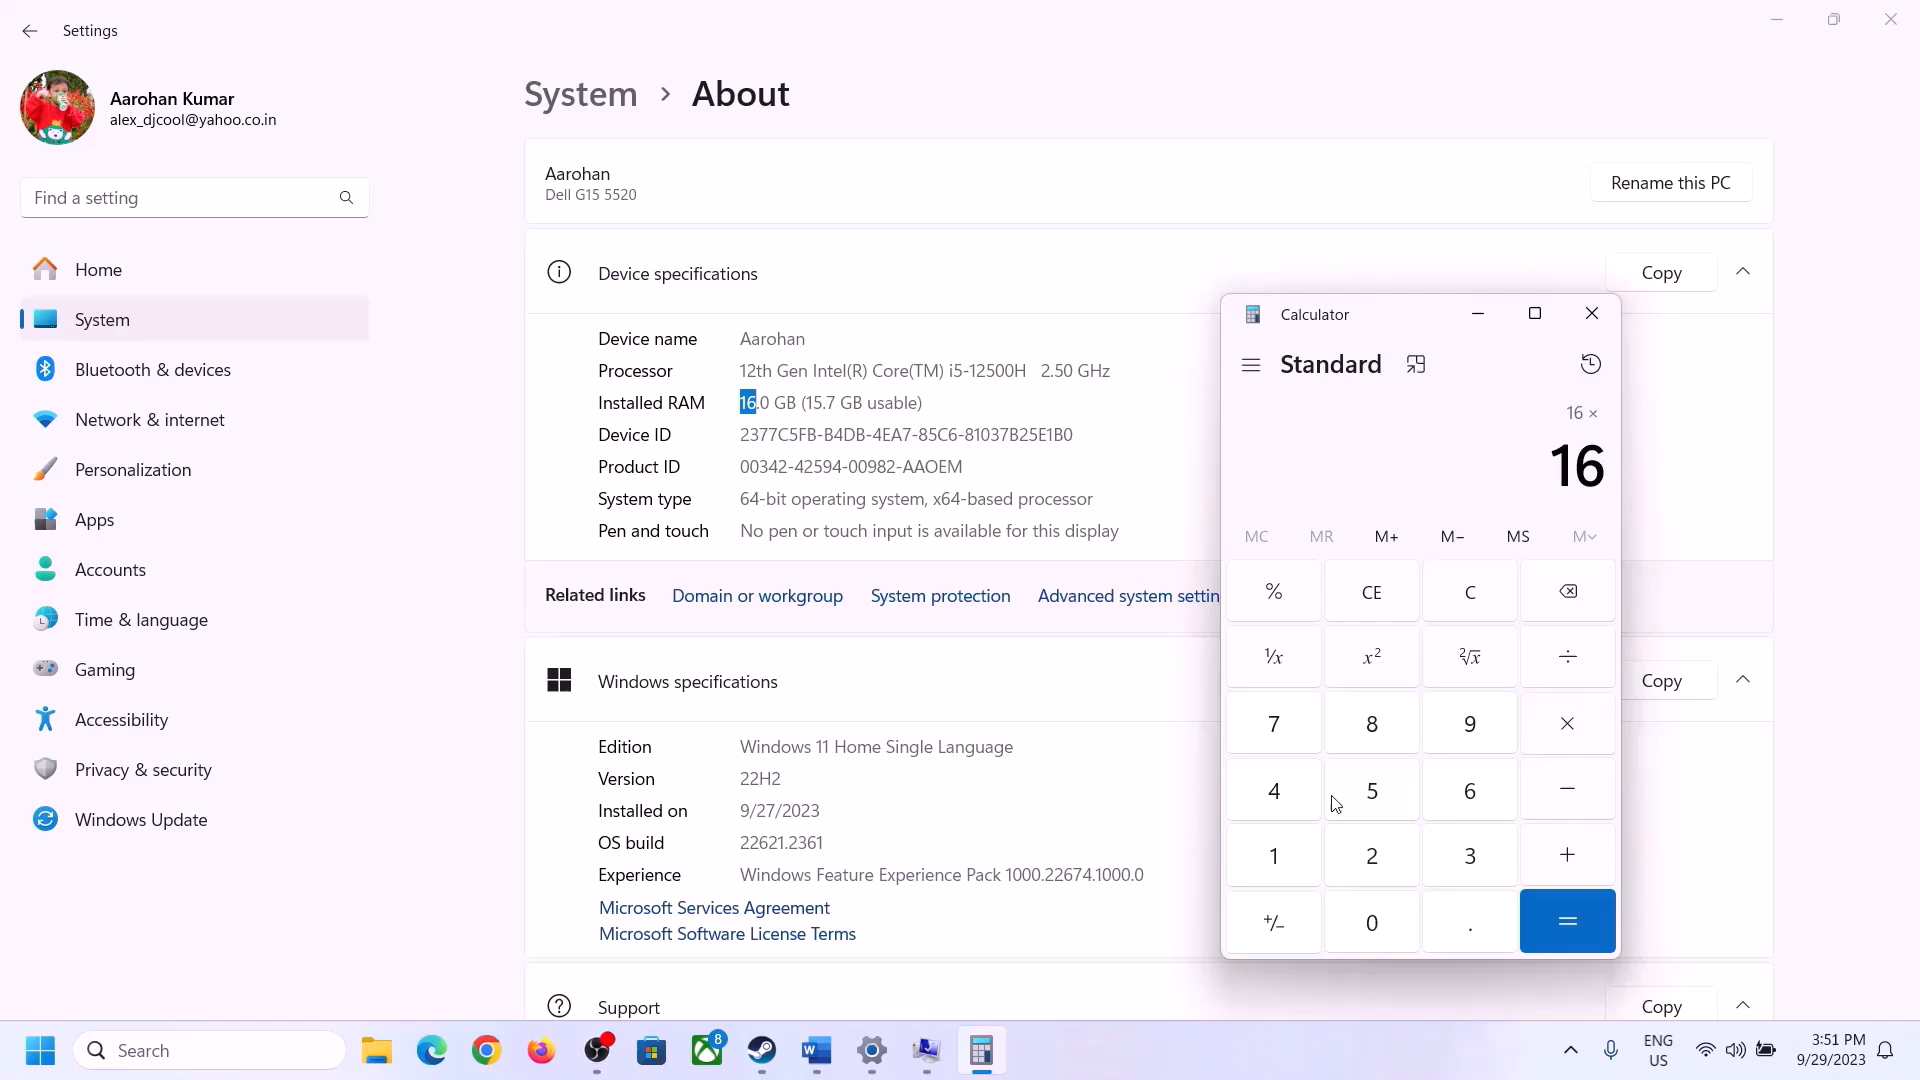 Settings
Aarohan Kumar
alex_djcool@yahoo.co.in
Find a setting
Home
System
Bluetooth & devices
Network & internet
Personalization
Apps
Accounts
Time & language
Gaming
Accessibility
Privacy & security
Windows Update
System > About
Aarohan
Dell G15 5520
Rename this PC
Device specifications
Copy
Device name Aarohan
Processor 12th Gen Intel(R) Core(TM) i5-12500H 2.50 GHz
Installed RAM 16.0 GB (15.7 GB usable)
Device ID 2377C5FB-B4DB-4EA7-85C6-81037B25E1B0
Product ID 00342-42594-00982-AAOEM
System type 64-bit operating system, x64-based processor
Pen and touch No pen or touch input is available for this display
Related links Domain or workgroup System protection Advanced system settin
Windows specifications
Copy
Edition Windows 11 Home Single Language
Version 22H2
Installed on 9/27/2023
OS build 22621.2361
Experience Windows Feature Experience Pack 1000.22674.1000.0
Microsoft Services Agreement
Microsoft Software License Terms
Support
Copy
Calculator
Standard
16 ×
16
MC MR M+ M− MS M
% CE C
⅟x x² ²√x ÷
7 8 9 ×
4 5 6 −
1 2 3 +
+/− 0 . =
Search
8
ENG
US
3:51 PM
9/29/2023